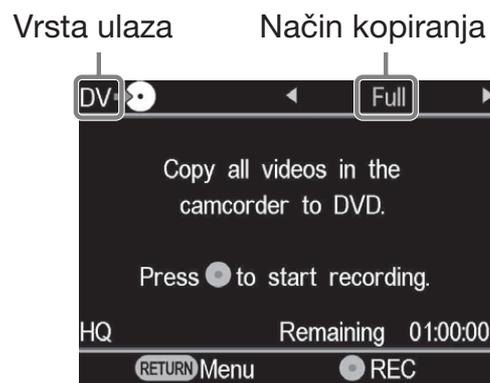 Vrsta ulaza Način kopiranja
DV Full
Copy all videos in the
camcorder to DVD.
Press to start recording.
HQ Remaining 01:00:00
RETURN Menu REC